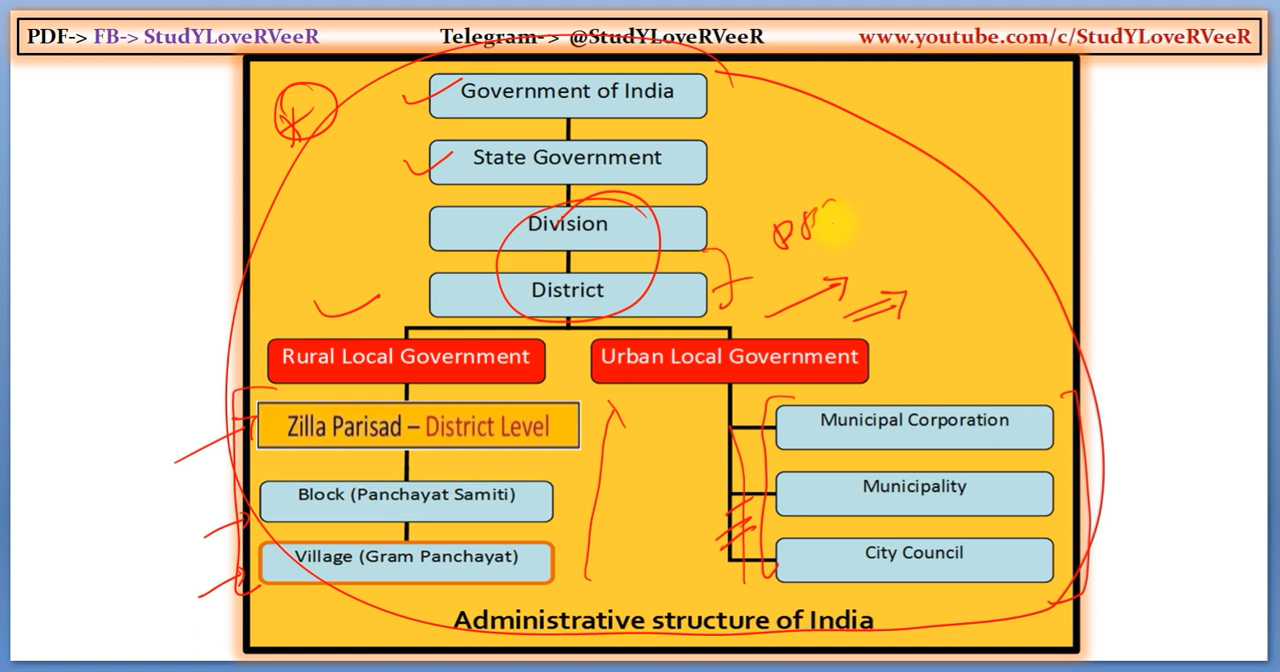 PDF-> FB-> StudYLoveRVeeR Telegram-> @StudYLoveRVeeR www.youtube.com/c/StudYLoveRVeeR
Government of India
State Government
Division
District
Rural Local Government
Urban Local Government
Zilla Parisad – District Level
Block (Panchayat Samiti)
Village (Gram Panchayat)
Municipal Corporation
Municipality
City Council
Administrative structure of India